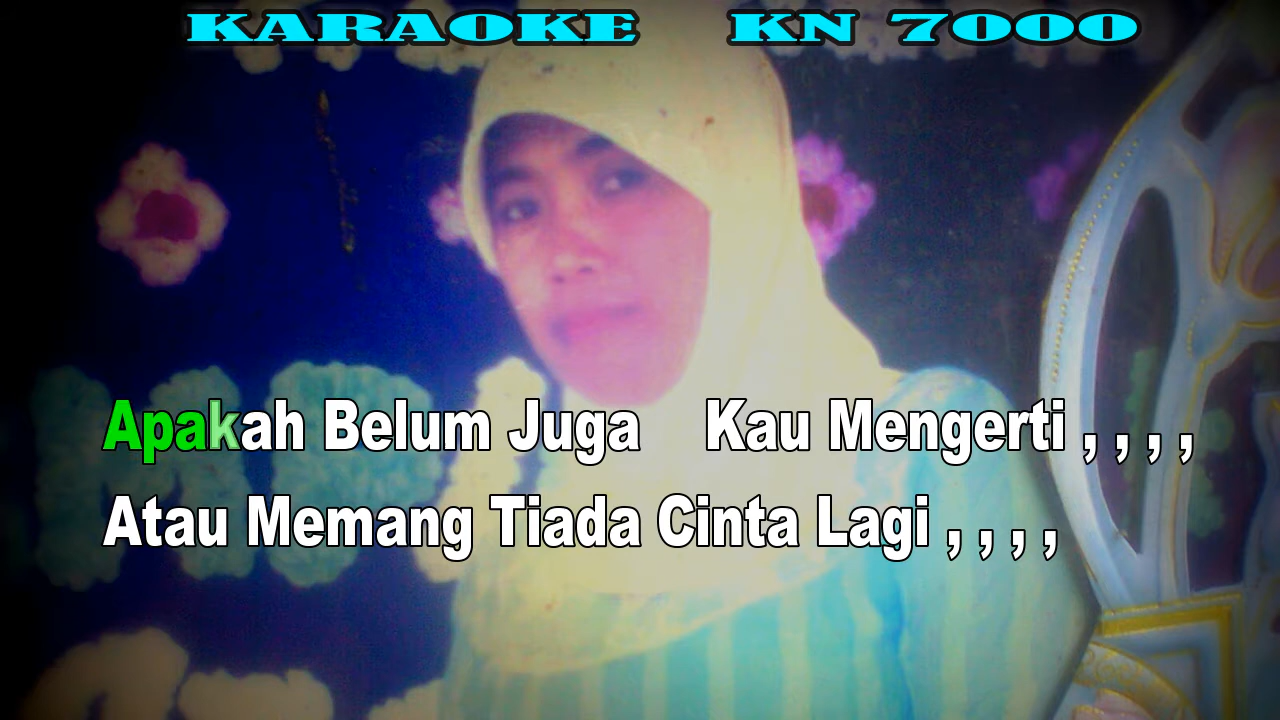 KARAOKE KN 7000
Apakah Belum Juga Kau Mengerti , , , ,
Atau Memang Tiada Cinta Lagi , , , ,